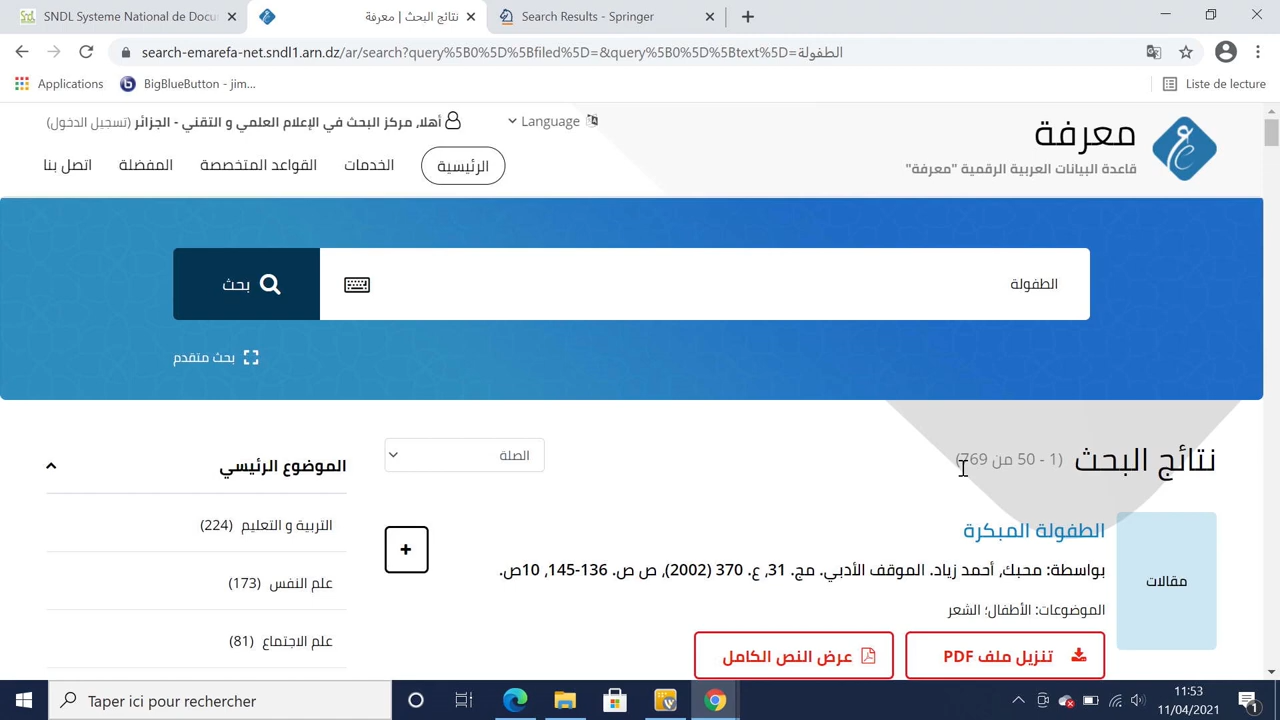 SNDL Systeme National de Docu
نتائج البحث | معرفة
Search Results - Springer
search-emarefa-net.sndl1.arn.dz/ar/search?query%5B0%5D%5Bfiled%5D=&query%5B0%5D%5Btext%5D=الطفولة
Applications
BigBlueButton - jim...
Liste de lecture
أهلا, مركز البحث في الإعلام العلمي و التقني - الجزائر (تسجيل الدخول)
Language
معرفة
قاعدة البيانات العربية الرقمية "معرفة"
الرئيسية
الخدمات
القواعد المتخصصة
المفضلة
اتصل بنا
الطفولة
بحث
بحث متقدم
نتائج البحث (1 - 50 من 769)
الصلة
الموضوع الرئيسي
التربية و التعليم (224)
علم النفس (173)
علم الاجتماع (81)
مقالات
الطفولة المبكرة
بواسطة: محبك, أحمد زياد. الموقف الأدبي. مج. 31, ع. 370 (2002), ص ص. 136-145, 10ص.
الموضوعات: الأطفال؛ الشعر
تنزيل ملف PDF
عرض النص الكامل
Taper ici pour rechercher
11:53
11/04/2021
1